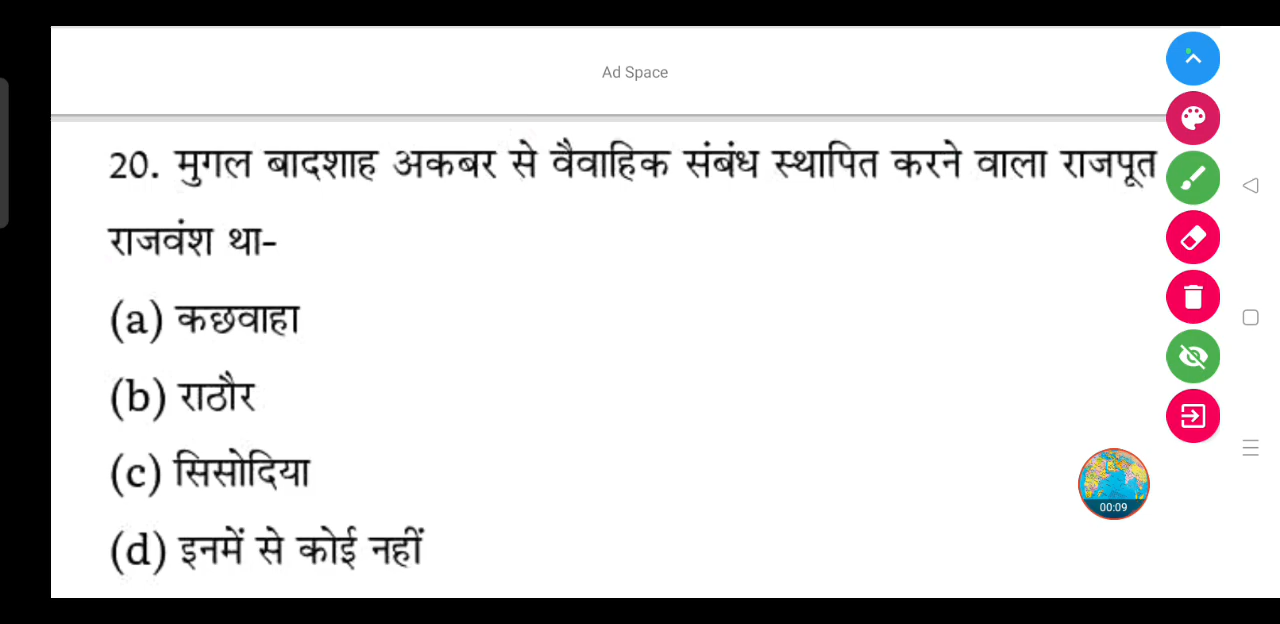 Ad Space
20. मुगल बादशाह अकबर से वैवाहिक संबंध स्थापित करने वाला राजपूत
राजवंश था-
(a) कछवाहा
(b) राठौर
(c) सिसोदिया
(d) इनमें से कोई नहीं
00:09